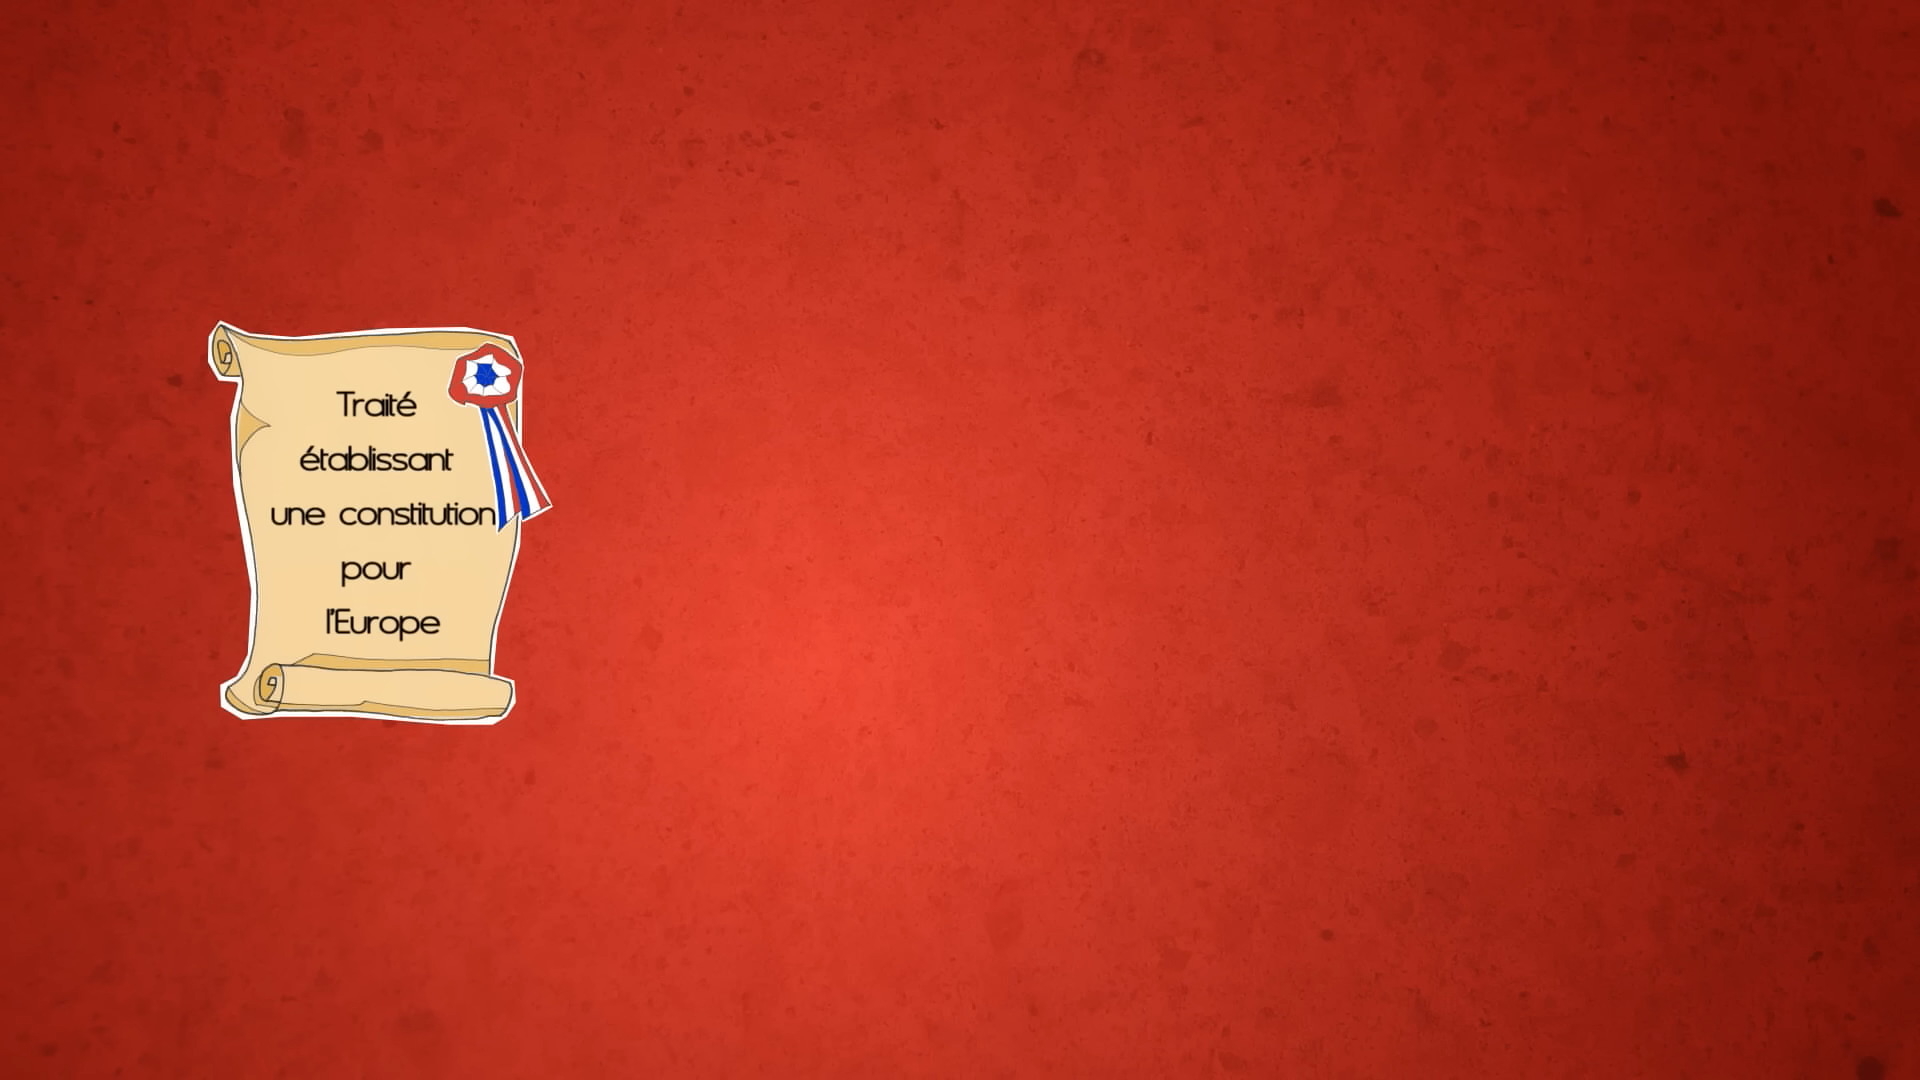 Traité
établissant
une constitution
pour
l'Europe